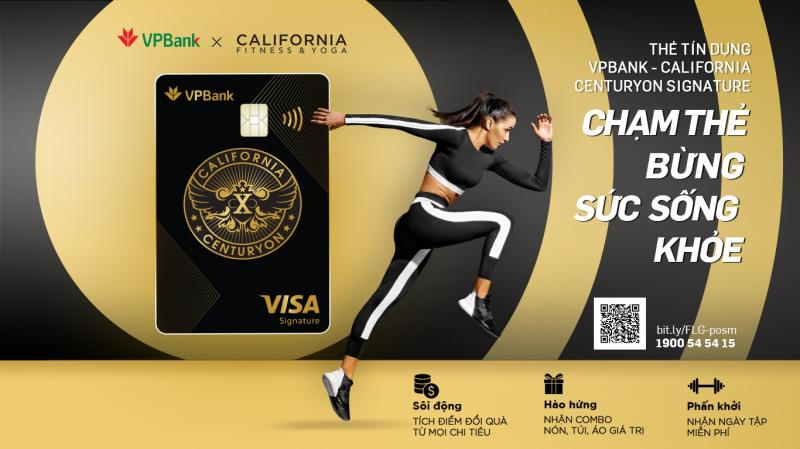 VPBank × CALIFORNIA
FITNESS & YOGA
VPBank
CALIFORNIA
X
CENTURYON
VISA
Signature
THẺ TÍN DỤNG
VPBANK - CALIFORNIA
CENTURYON SIGNATURE
CHẠM THẺ
BỪNG
SỨC SỐNG
KHỎE
bit.ly/FLG-posm
1900 54 54 15
Sôi động
TÍCH ĐIỂM ĐỔI QUÀ
TỪ MỌI CHI TIÊU
Hào hứng
NHẬN COMBO
NÓN, TÚI, ÁO GIÁ TRỊ
Phấn khởi
NHẬN NGÀY TẬP
MIỄN PHÍ